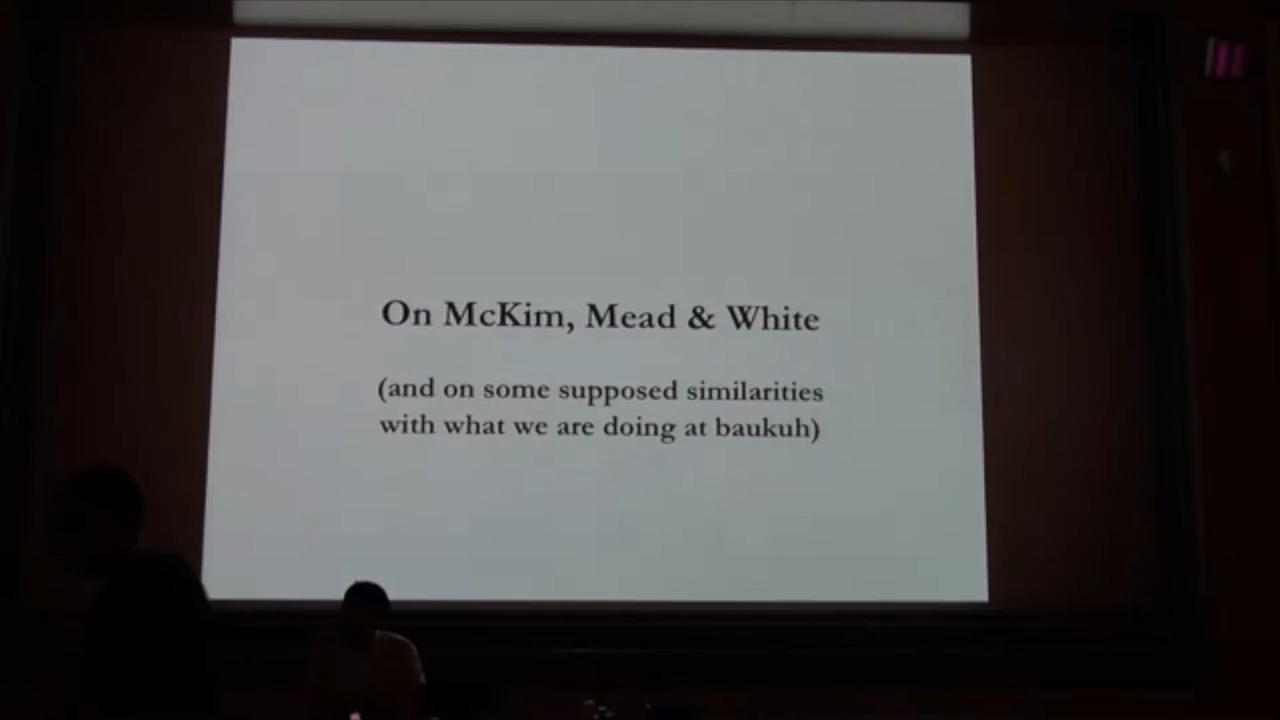 On McKim, Mead & White
(and on some supposed similarities
with what we are doing at baukuh)